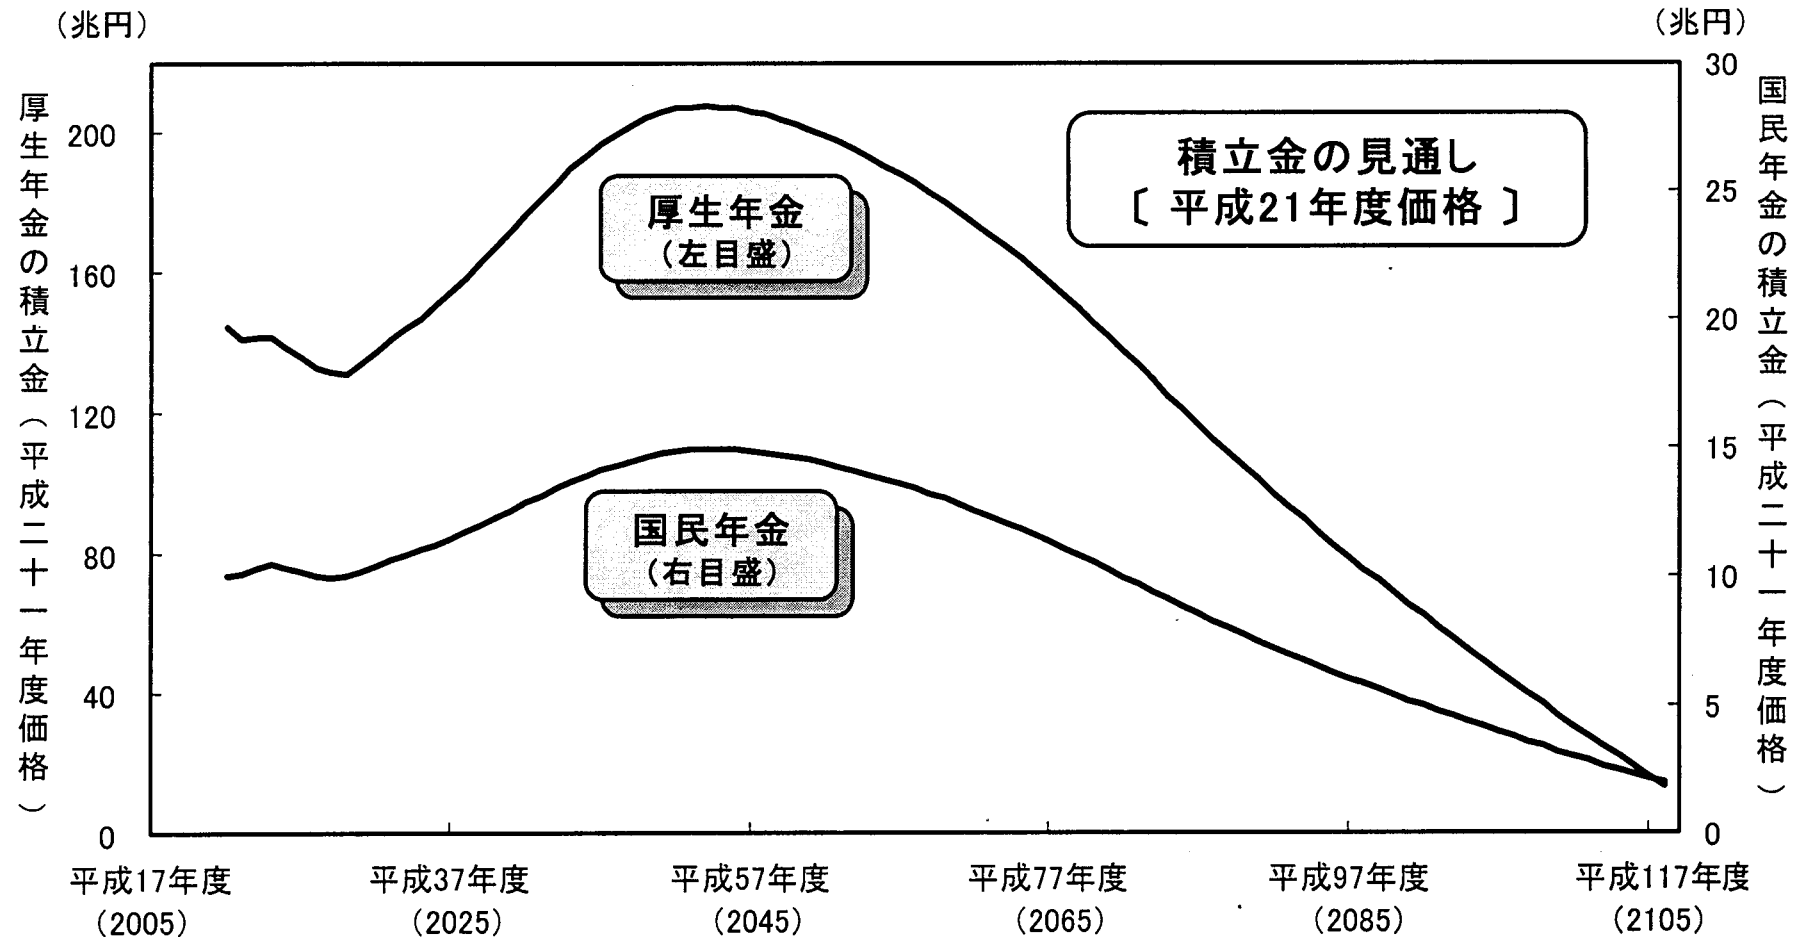 (兆円)
(兆円)
厚生年金の積立金(平成二十一年度価格)
200
160
120
80
40
0
積立金の見通し
〔 平成21年度価格 〕
厚生年金
(左目盛)
国民年金
(右目盛)
30
25
20
15
10
5
0
国民年金の積立金(平成二十一年度価格)
平成17年度
(2005)
平成37年度
(2025)
平成57年度
(2045)
平成77年度
(2065)
平成97年度
(2085)
平成117年度
(2105)